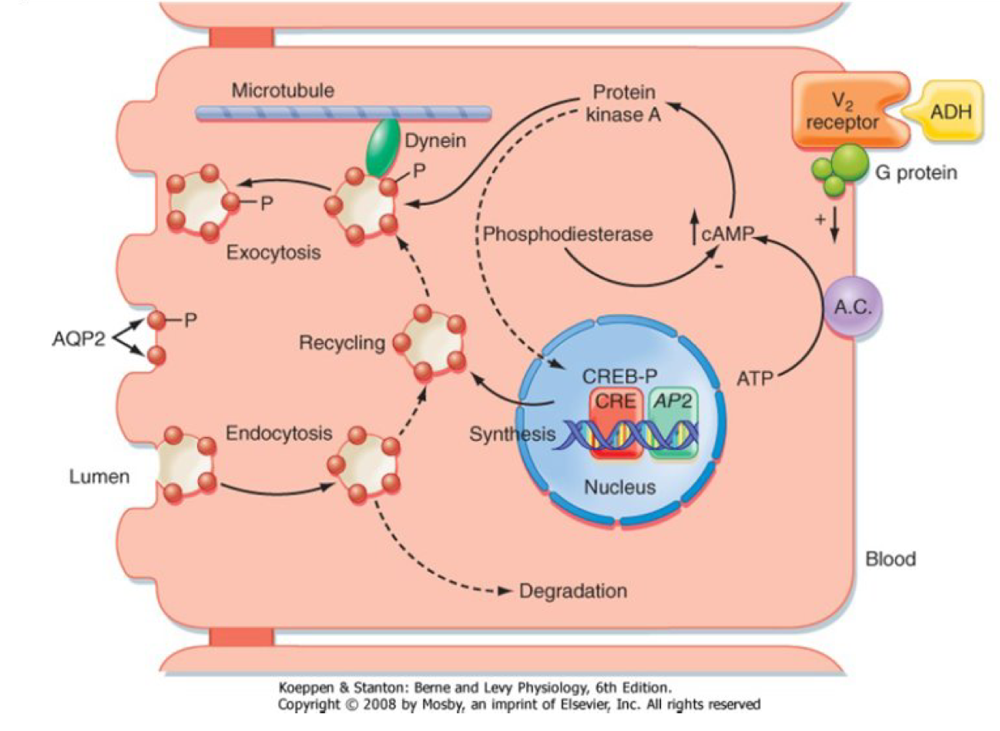 Microtubule
Protein
kinase A
V2
receptor
ADH
Dynein
P
G protein
P
+
Exocytosis
Phosphodiesterase
cAMP
-
P
AQP2
A.C.
Recycling
CREB-P
ATP
CRE
AP2
Endocytosis
Synthesis
Lumen
Nucleus
Blood
Degradation
Koeppen & Stanton: Berne and Levy Physiology, 6th Edition.
Copyright © 2008 by Mosby, an imprint of Elsevier, Inc. All rights reserved